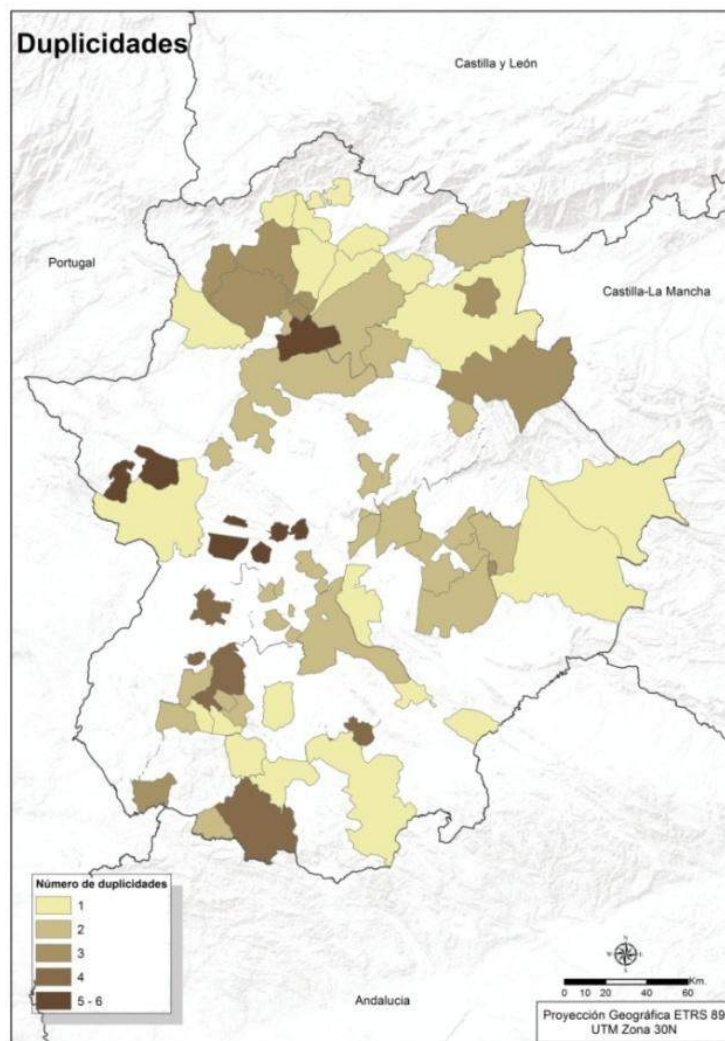 Duplicidades
Castilla y León
Portugal
Castilla-La Mancha
Número de duplicidades
1
2
3
4
5 - 6
Andalucia
N
W
E
S
Km.
0 10 20 40 60
Proyección Geográfica ETRS 89
UTM Zona 30N